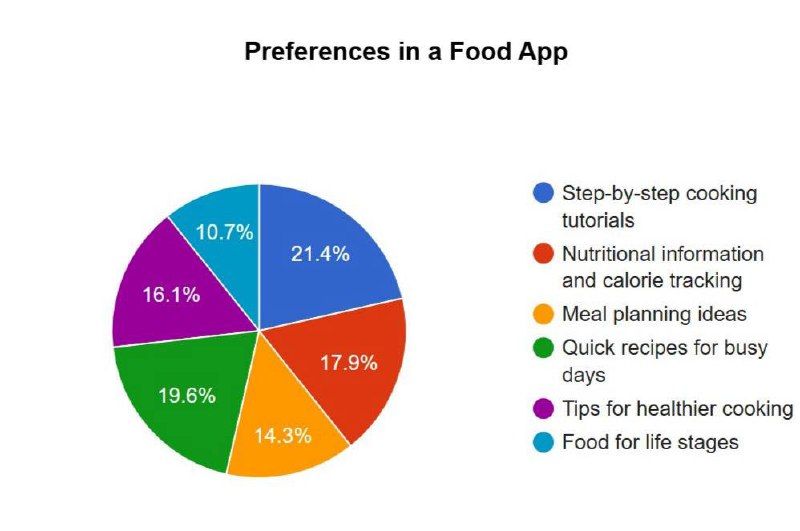 Preferences in a Food App
21.4%
17.9%
14.3%
19.6%
16.1%
10.7%
Step-by-step cooking
tutorials
Nutritional information
and calorie tracking
Meal planning ideas
Quick recipes for busy
days
Tips for healthier cooking
Food for life stages